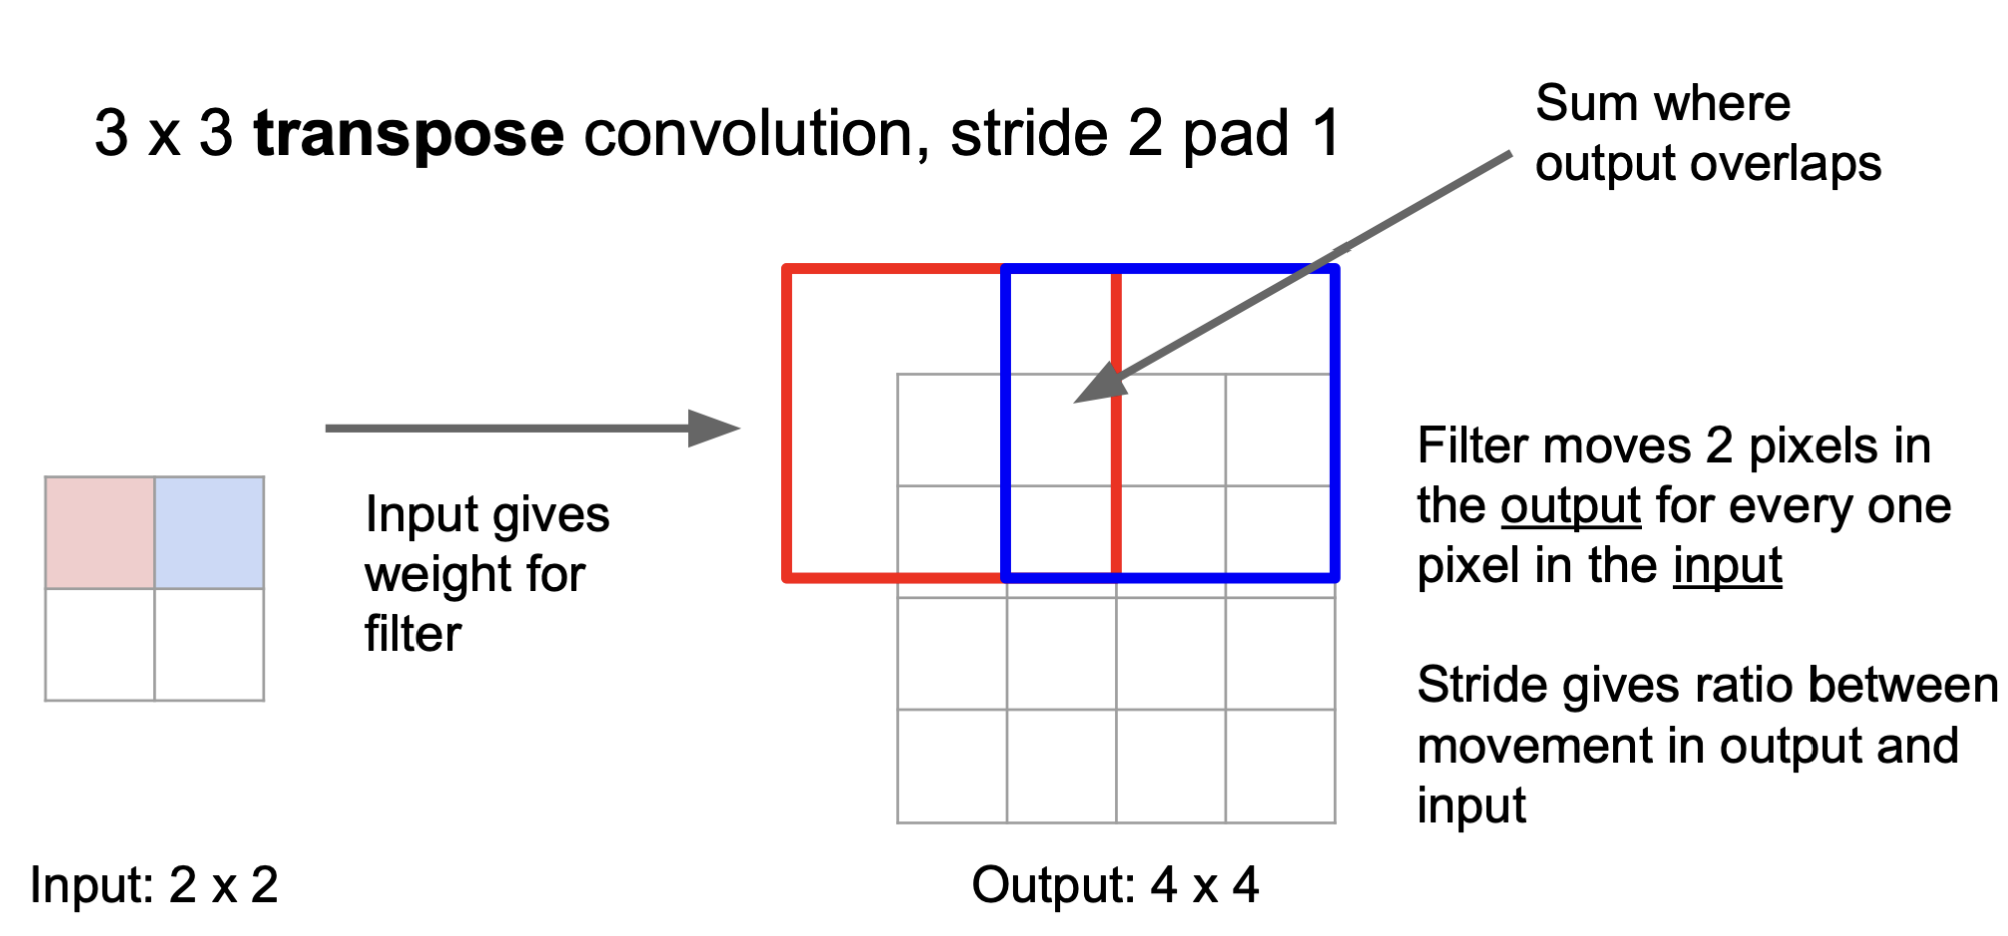 3 x 3 transpose convolution, stride 2 pad 1
Sum where
output overlaps
Input gives
weight for
filter
Filter moves 2 pixels in
the output for every one
pixel in the input
Stride gives ratio between
movement in output and
input
Input: 2 x 2
Output: 4 x 4